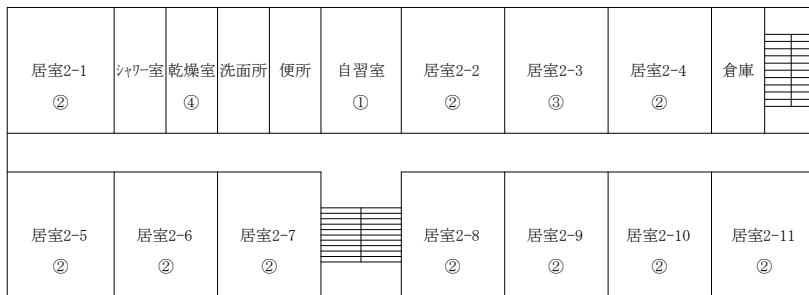 居室2-1 ｼｬﾜｰ室 乾燥室 洗面所 便所 自習室 居室2-2 居室2-3 居室2-4 倉庫
② ④ ① ② ③ ②
居室2-5 居室2-6 居室2-7 居室2-8 居室2-9 居室2-10 居室2-11
② ② ② ② ② ② ②